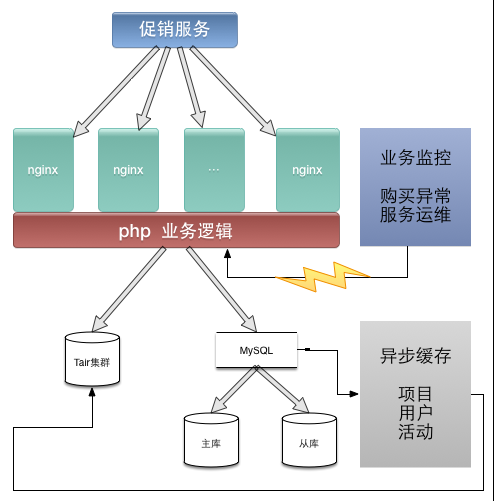 促销服务
nginx
nginx
...
nginx
php 业务逻辑
业务监控
购买异常
服务运维
Tair集群
MySQL
主库
从库
异步缓存
项目
用户
活动